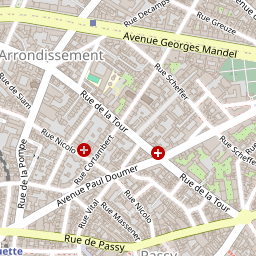 Rue Decamps
Rue Greuze
Avenue Georges Mandel
Arrondissement
Rue Scheffer
Rue de Siam
Rue de la Tour
Rue Nicolo
Rue Cortambert
Rue Scheffer
Rue de la Pompe
Avenue Paul Doumer
Rue de la Tour
Rue Vital
Rue Massenet
Rue Nicolo
Rue de Passy
Passy
uette